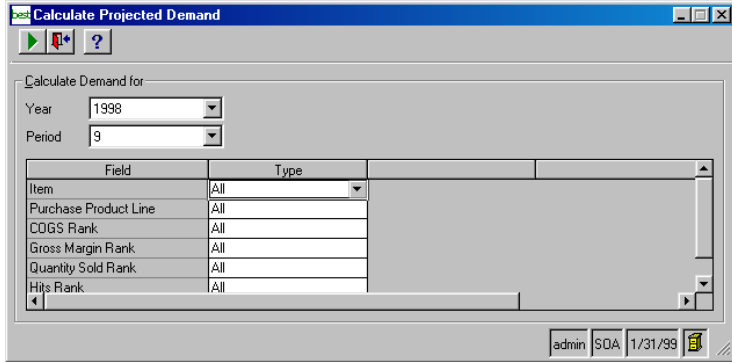 best Calculate Projected Demand
?
Calculate Demand for
Year 1998
Period 9
Field Type
Item All
Purchase Product Line All
COGS Rank All
Gross Margin Rank All
Quantity Sold Rank All
Hits Rank All
admin SOA 1/31/99